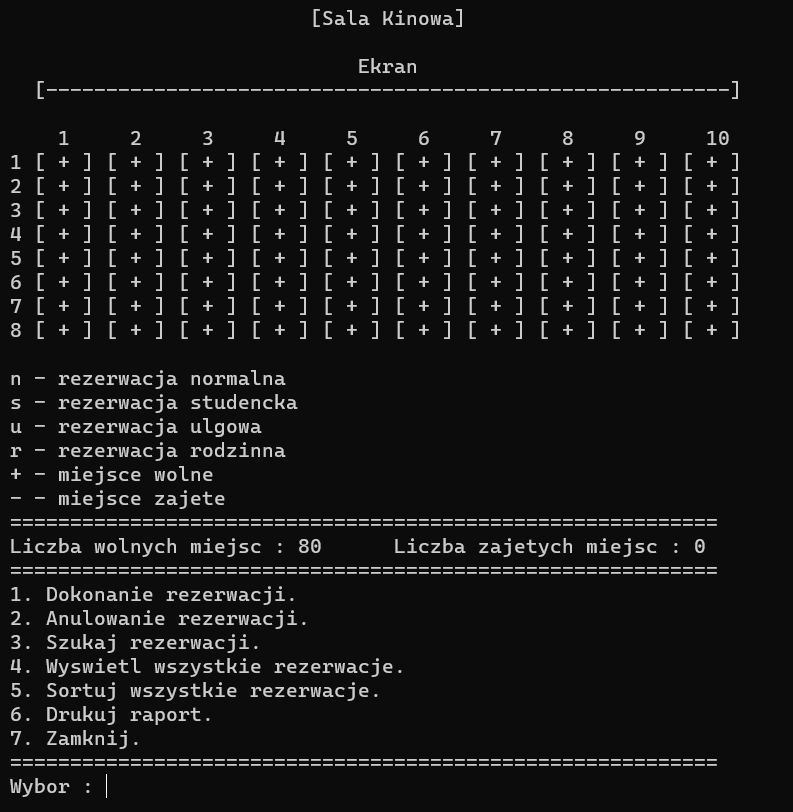 [Sala Kinowa]
Ekran
[---------------------------------------------------------]
1 2 3 4 5 6 7 8 9 10
1 [ + ] [ + ] [ + ] [ + ] [ + ] [ + ] [ + ] [ + ] [ + ] [ + ]
2 [ + ] [ + ] [ + ] [ + ] [ + ] [ + ] [ + ] [ + ] [ + ] [ + ]
3 [ + ] [ + ] [ + ] [ + ] [ + ] [ + ] [ + ] [ + ] [ + ] [ + ]
4 [ + ] [ + ] [ + ] [ + ] [ + ] [ + ] [ + ] [ + ] [ + ] [ + ]
5 [ + ] [ + ] [ + ] [ + ] [ + ] [ + ] [ + ] [ + ] [ + ] [ + ]
6 [ + ] [ + ] [ + ] [ + ] [ + ] [ + ] [ + ] [ + ] [ + ] [ + ]
7 [ + ] [ + ] [ + ] [ + ] [ + ] [ + ] [ + ] [ + ] [ + ] [ + ]
8 [ + ] [ + ] [ + ] [ + ] [ + ] [ + ] [ + ] [ + ] [ + ] [ + ]
n - rezerwacja normalna
s - rezerwacja studencka
u - rezerwacja ulgowa
r - rezerwacja rodzinna
+ - miejsce wolne
- - miejsce zajete
===========================================================
Liczba wolnych miejsc : 80      Liczba zajetych miejsc : 0
===========================================================
1. Dokonanie rezerwacji.
2. Anulowanie rezerwacji.
3. Szukaj rezerwacji.
4. Wyswietl wszystkie rezerwacje.
5. Sortuj wszystkie rezerwacje.
6. Drukuj raport.
7. Zamknij.
===========================================================
Wybor :